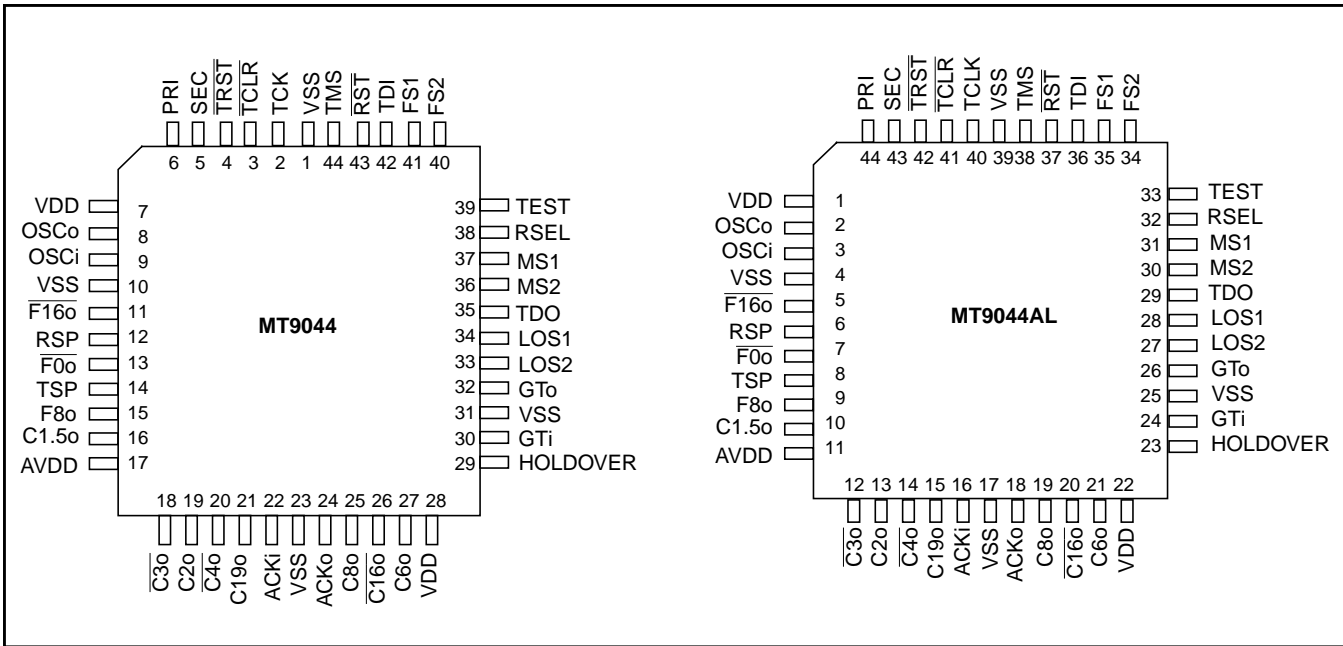 PRI SEC TRST TCLR TCK VSS TMS RST TDI FS1 FS2
6 5 4 3 2 1 44 43 42 41 40
VDD 7
OSCo 8
OSCi 9
VSS 10
F16o 11
RSP 12
F0o 13
TSP 14
F8o 15
C1.5o 16
AVDD 17
MT9044
39 TEST
38 RSEL
37 MS1
36 MS2
35 TDO
34 LOS1
33 LOS2
32 GTo
31 VSS
30 GTi
29 HOLDOVER
18 19 20 21 22 23 24 25 26 27 28
C3o C2o C4o C19o ACKi VSS ACKo C8o C16o C6o VDD
PRI SEC TRST TCLR TCLK VSS TMS RST TDI FS1 FS2
44 43 42 41 40 39 38 37 36 35 34
VDD 1
OSCo 2
OSCi 3
VSS 4
F16o 5
RSP 6
F0o 7
TSP 8
F8o 9
C1.5o 10
AVDD 11
MT9044AL
33 TEST
32 RSEL
31 MS1
30 MS2
29 TDO
28 LOS1
27 LOS2
26 GTo
25 VSS
24 GTi
23 HOLDOVER
12 13 14 15 16 17 18 19 20 21 22
C3o C2o C4o C19o ACKi VSS ACKo C8o C16o C6o VDD